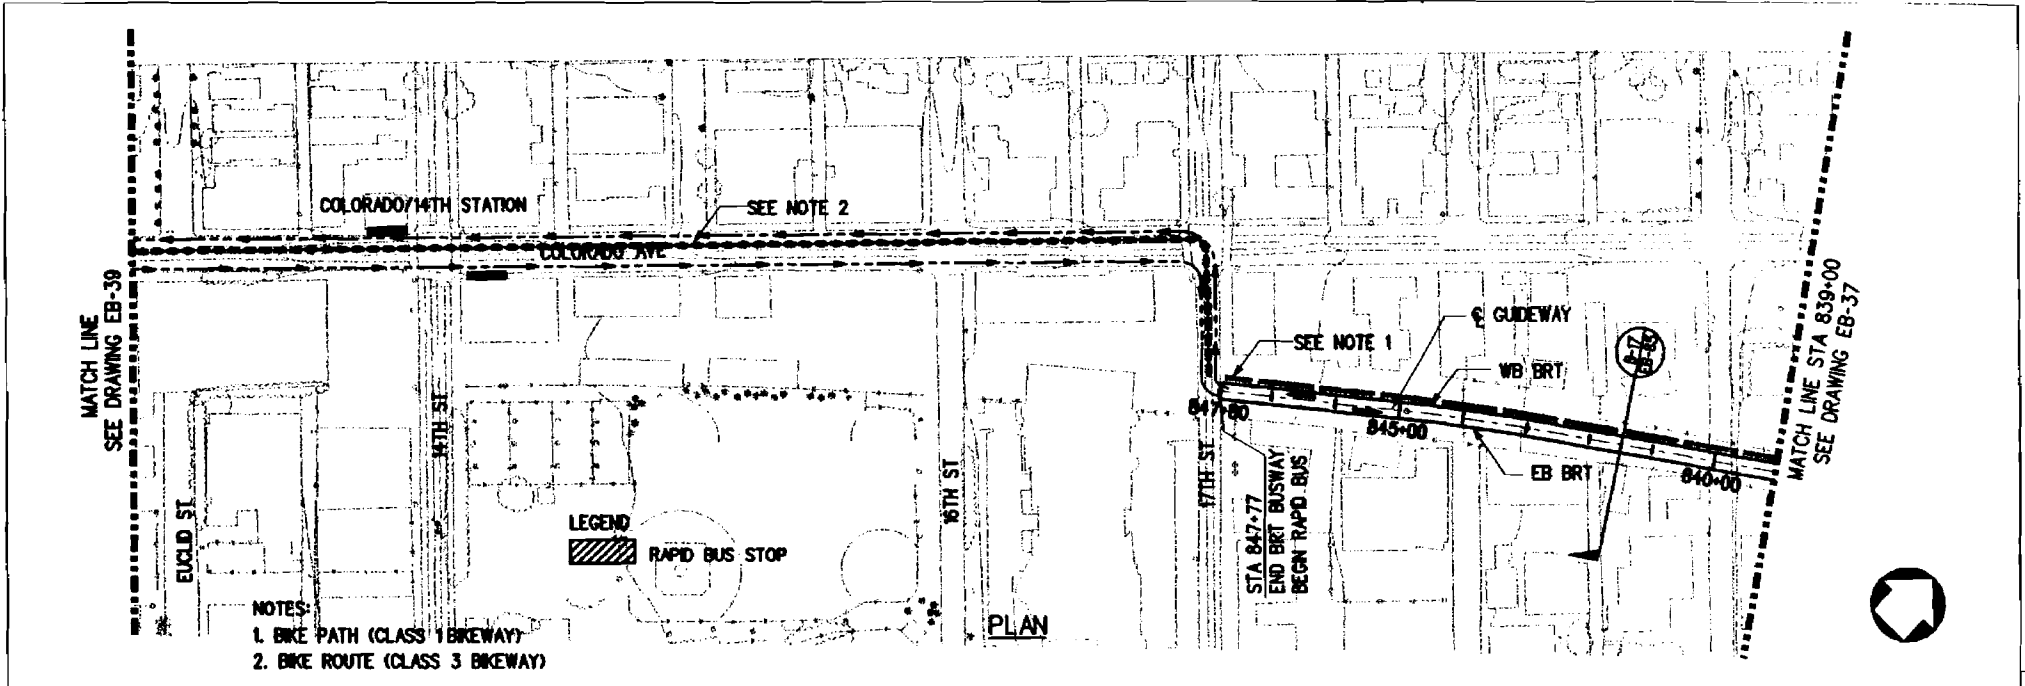 COLORADO/14TH STATION
SEE NOTE 2
COLORADO AVE
MATCH LINE
SEE DRAWING EB-39
MATCH LINE STA 839+00
SEE DRAWING EB-37
℄ GUIDEWAY
SEE NOTE 1
WB BRT
845+00
EB BRT
840+00
14TH ST
16TH ST
17TH ST
EUCLID ST
STA 847+77
END BRT BUSWAY
BEGIN RAPID BUS
LEGEND
RAPID BUS STOP
NOTES:
1. BIKE PATH (CLASS 1 BIKEWAY)
2. BIKE ROUTE (CLASS 3 BIKEWAY)
PLAN